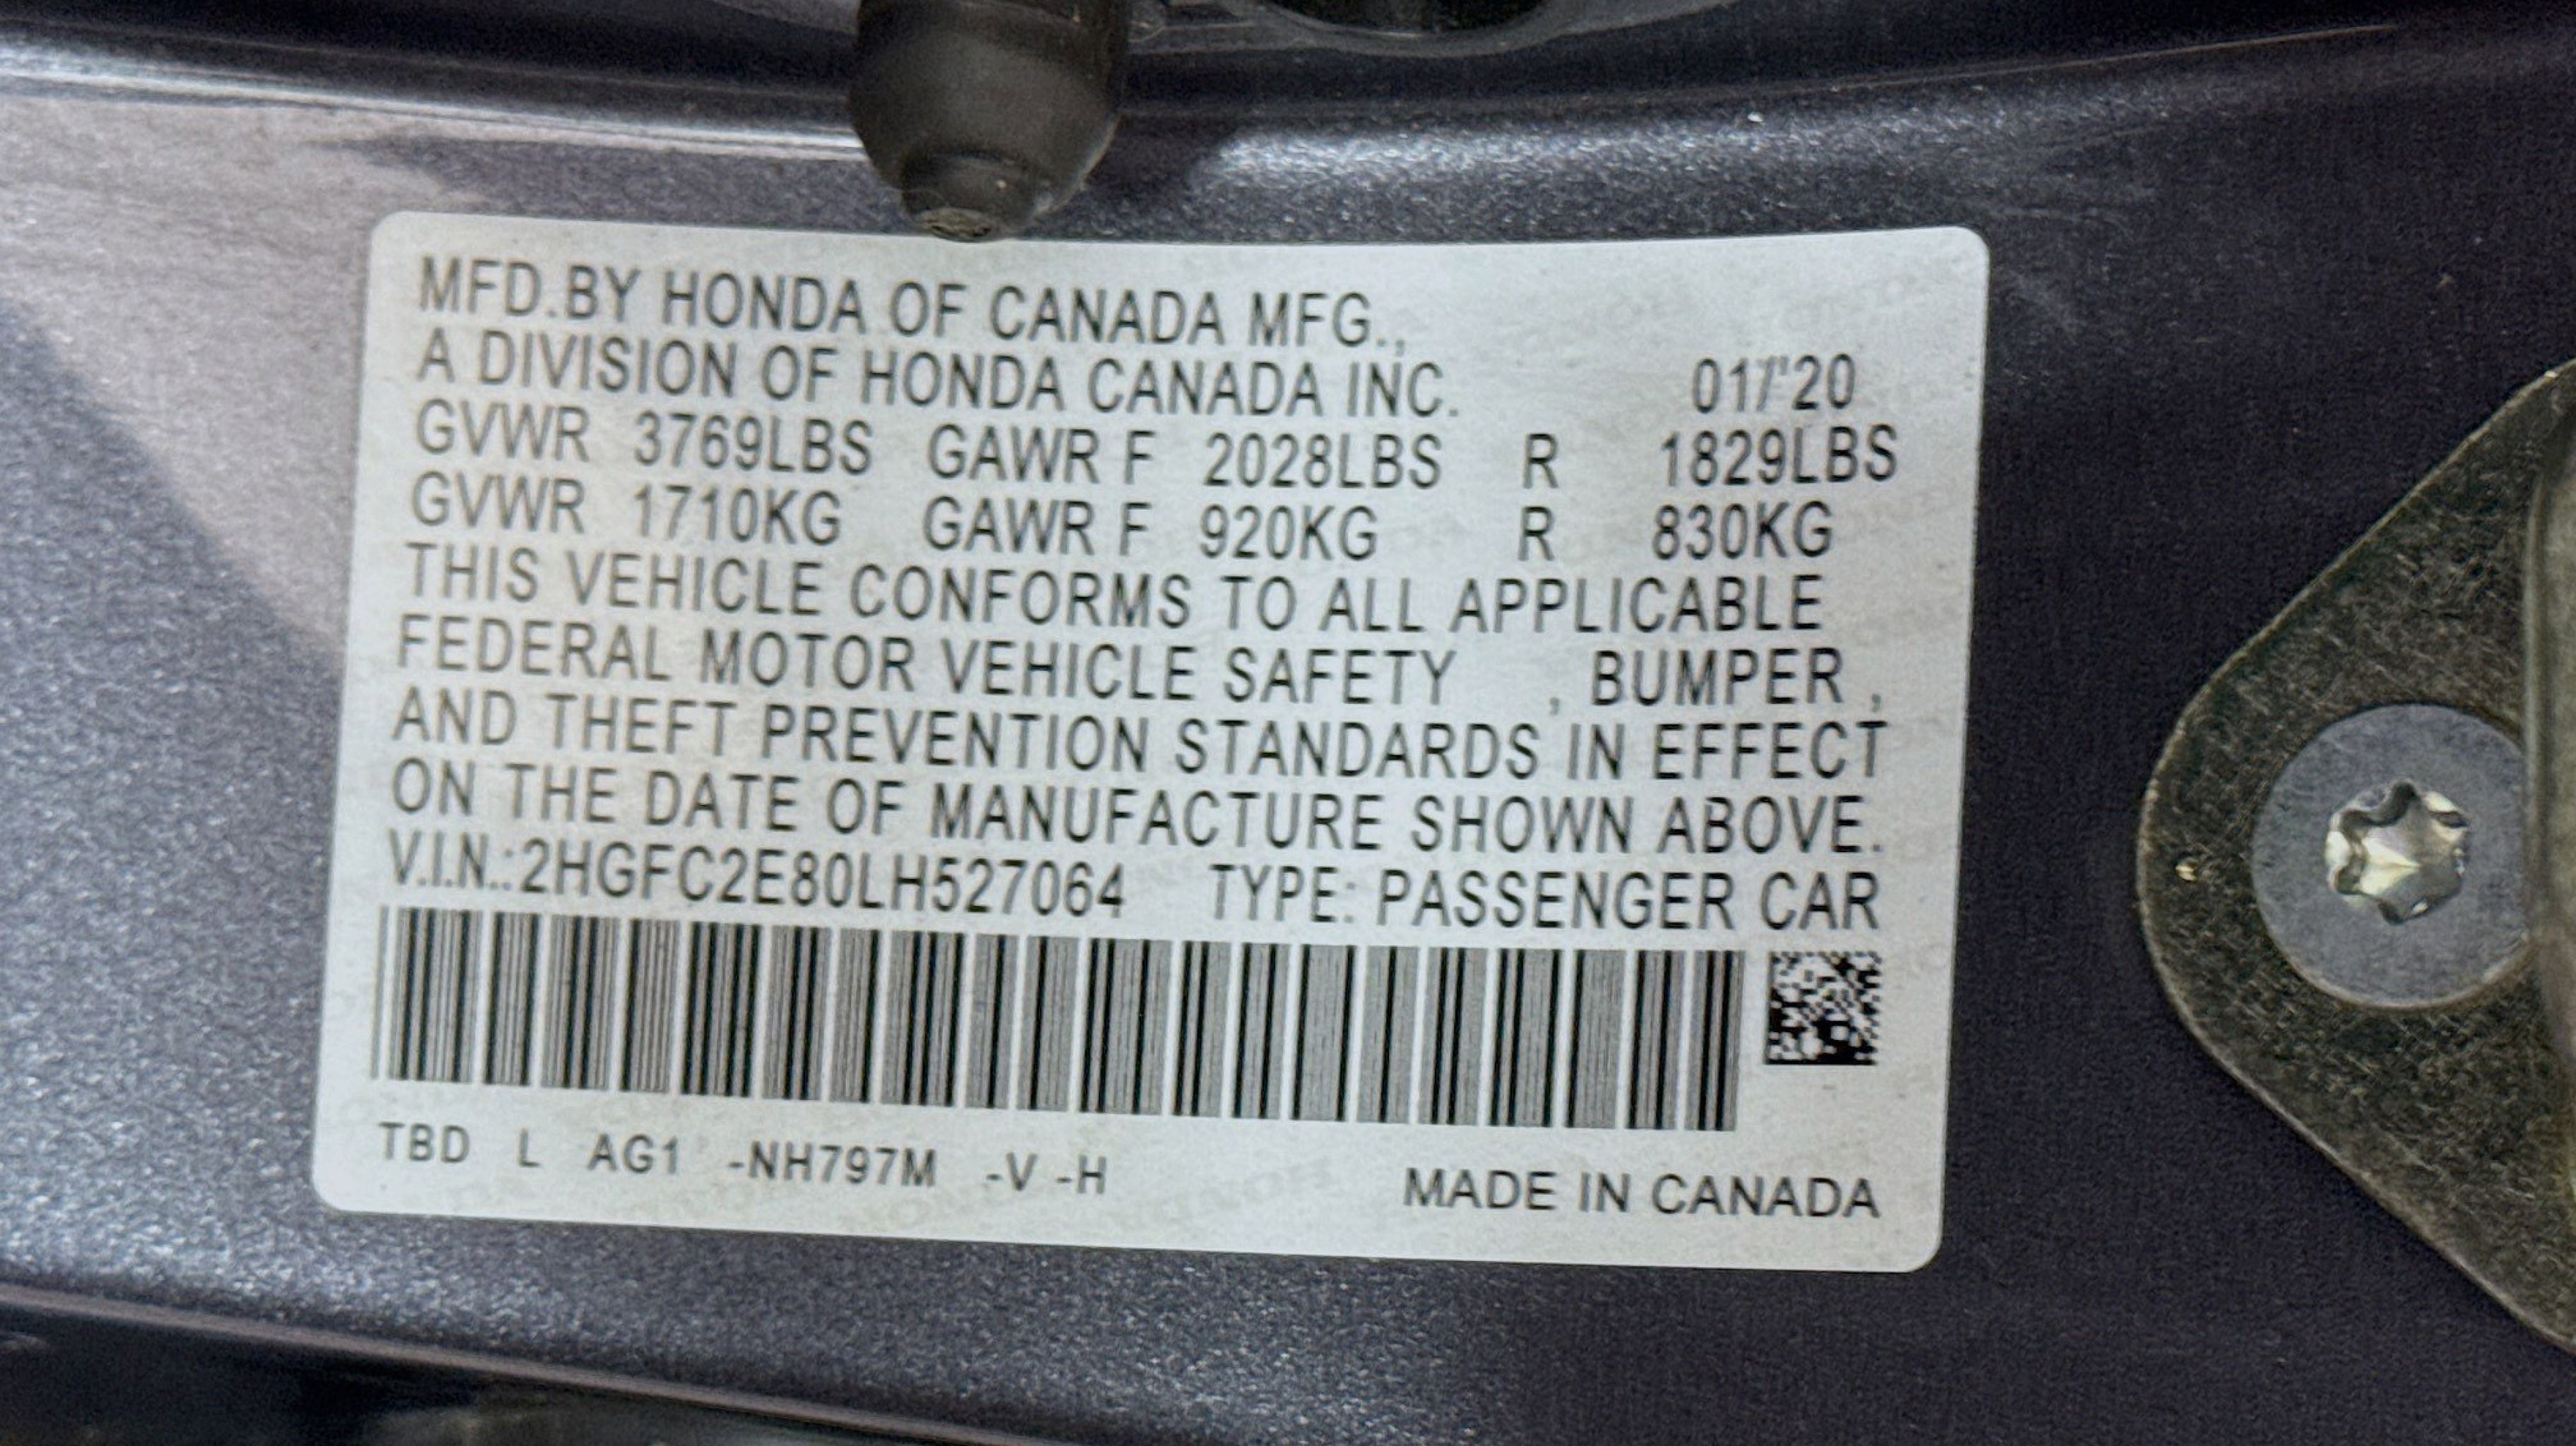 MFD.BY HONDA OF CANADA MFG.,
A DIVISION OF HONDA CANADA INC. 01/'20
GVWR 3769LBS GAWR F 2028LBS R 1829LBS
GVWR 1710KG GAWR F 920KG R 830KG
THIS VEHICLE CONFORMS TO ALL APPLICABLE
FEDERAL MOTOR VEHICLE SAFETY , BUMPER ,
AND THEFT PREVENTION STANDARDS IN EFFECT
ON THE DATE OF MANUFACTURE SHOWN ABOVE.
V.I.N.:2HGFC2E80LH527064 TYPE: PASSENGER CAR
TBD L AG1 -NH797M -V -H
MADE IN CANADA